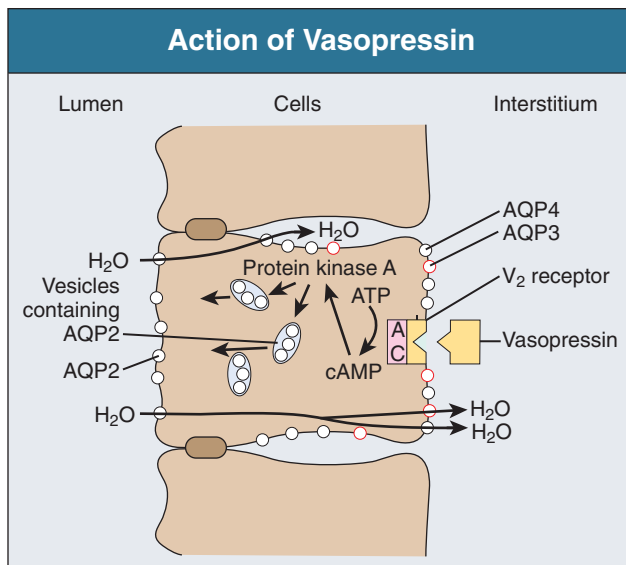 Action of Vasopressin
Lumen
Cells
Interstitium
H₂O
AQP4
AQP3
H₂O
Vesicles
containing
AQP2
AQP2
Protein kinase A
ATP
cAMP
A
C
V₂ receptor
Vasopressin
H₂O
H₂O
H₂O